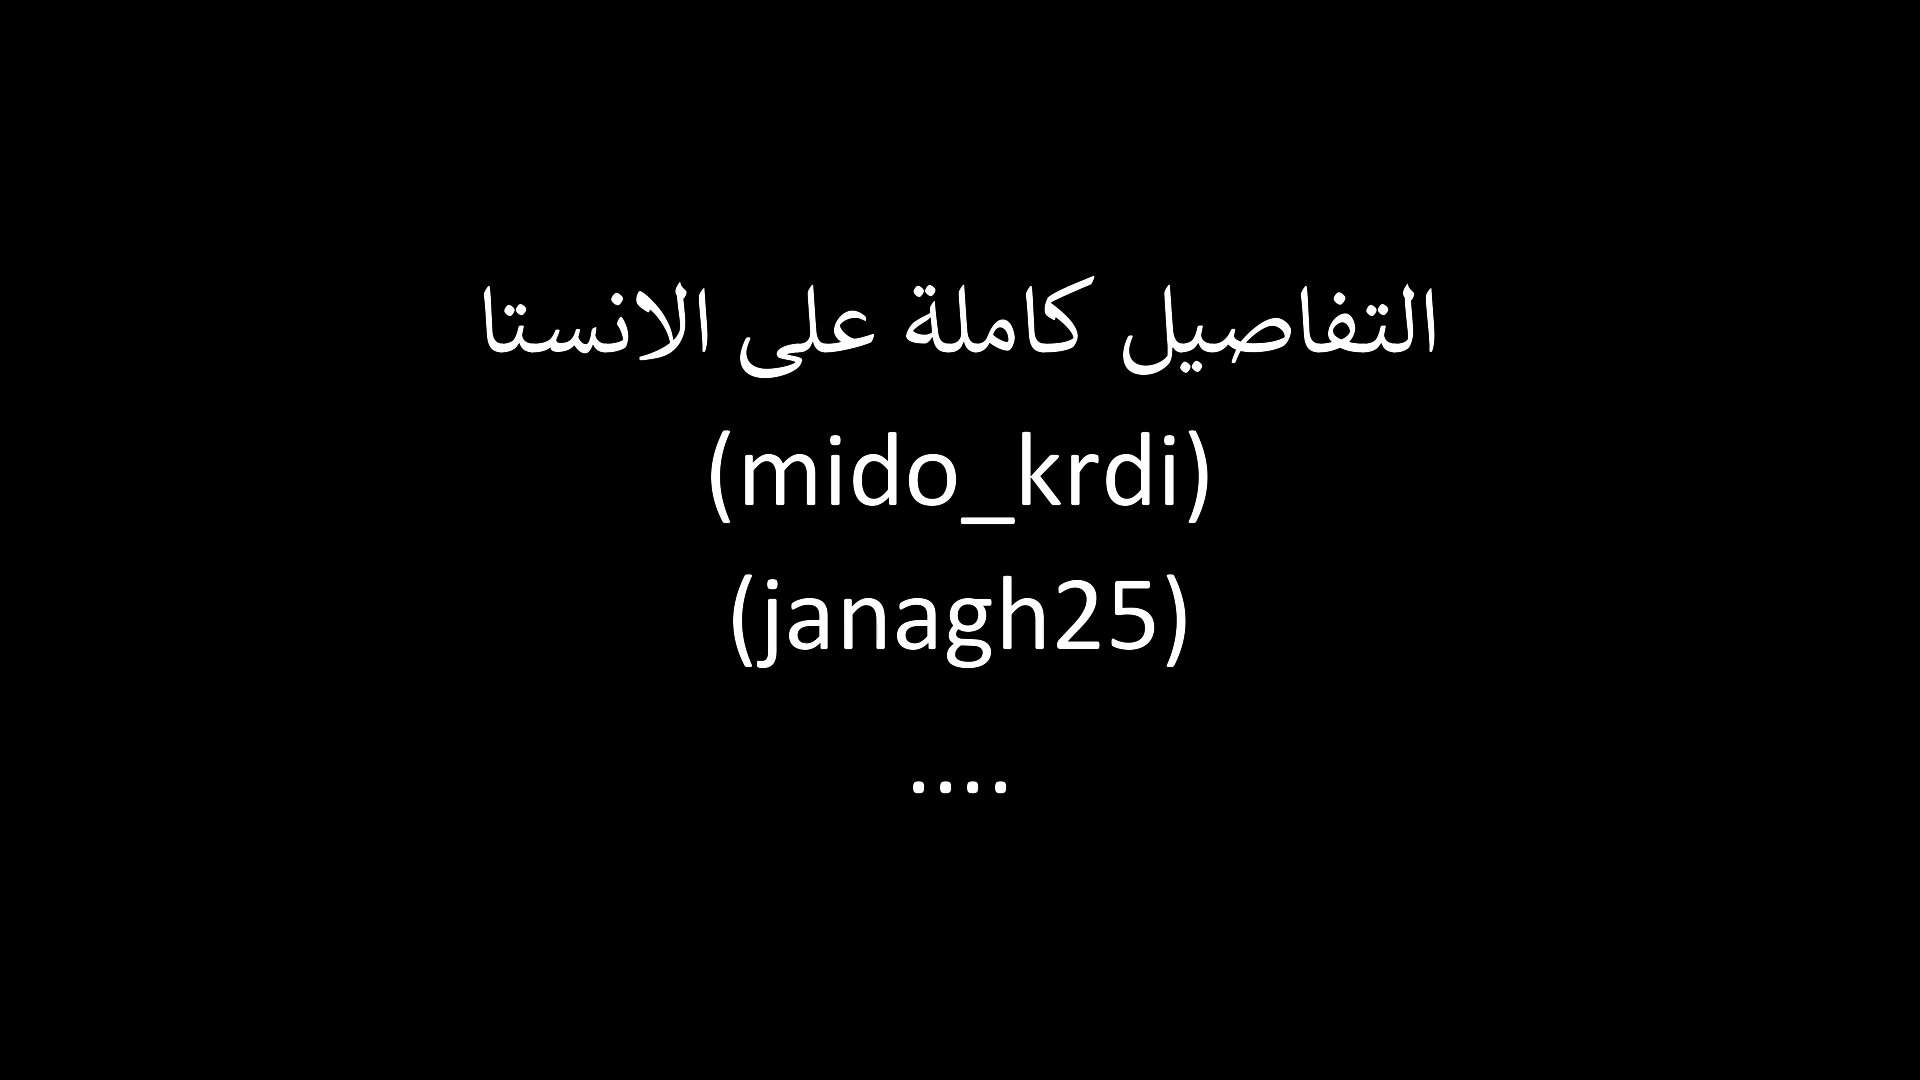 التفاصيل كاملة على الانستا
(mido_krdi)
(janagh25)
....